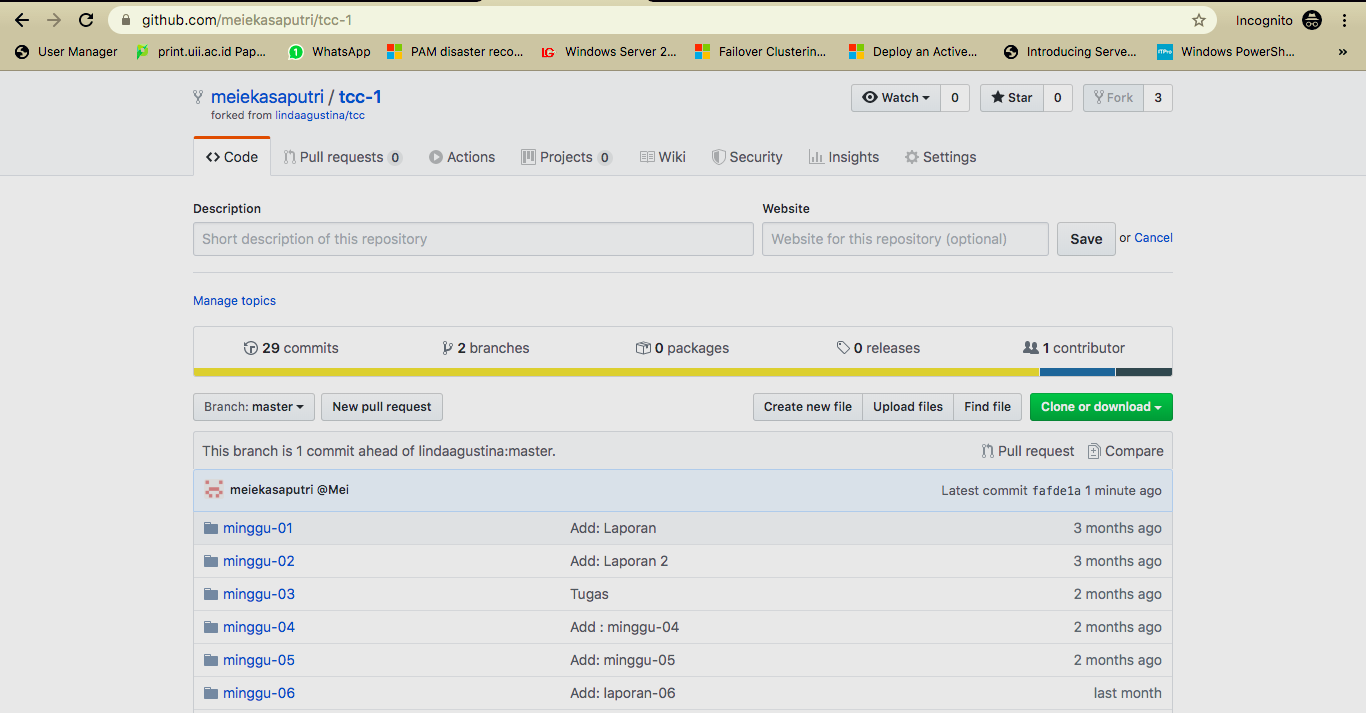 github.com/meiekasaputri/tcc-1
Incognito
User Manager print.uii.ac.id Pap... 1 WhatsApp PAM disaster reco... LG Windows Server 2... Failover Clusterin... Deploy an Active... Introducing Serve... ITPro Windows PowerSh... »
meiekasaputri / tcc-1
Watch 0 Star 0 Fork 3
forked from lindaagustina/tcc
Code Pull requests 0 Actions Projects 0 Wiki Security Insights Settings
Description Website
Short description of this repository Website for this repository (optional) Save or Cancel
Manage topics
29 commits 2 branches 0 packages 0 releases 1 contributor
Branch: master New pull request Create new file Upload files Find file Clone or download
This branch is 1 commit ahead of lindaagustina:master. Pull request Compare
meiekasaputri @Mei Latest commit fafde1a 1 minute ago
minggu-01 Add: Laporan 3 months ago
minggu-02 Add: Laporan 2 3 months ago
minggu-03 Tugas 2 months ago
minggu-04 Add : minggu-04 2 months ago
minggu-05 Add: minggu-05 2 months ago
minggu-06 Add: laporan-06 last month